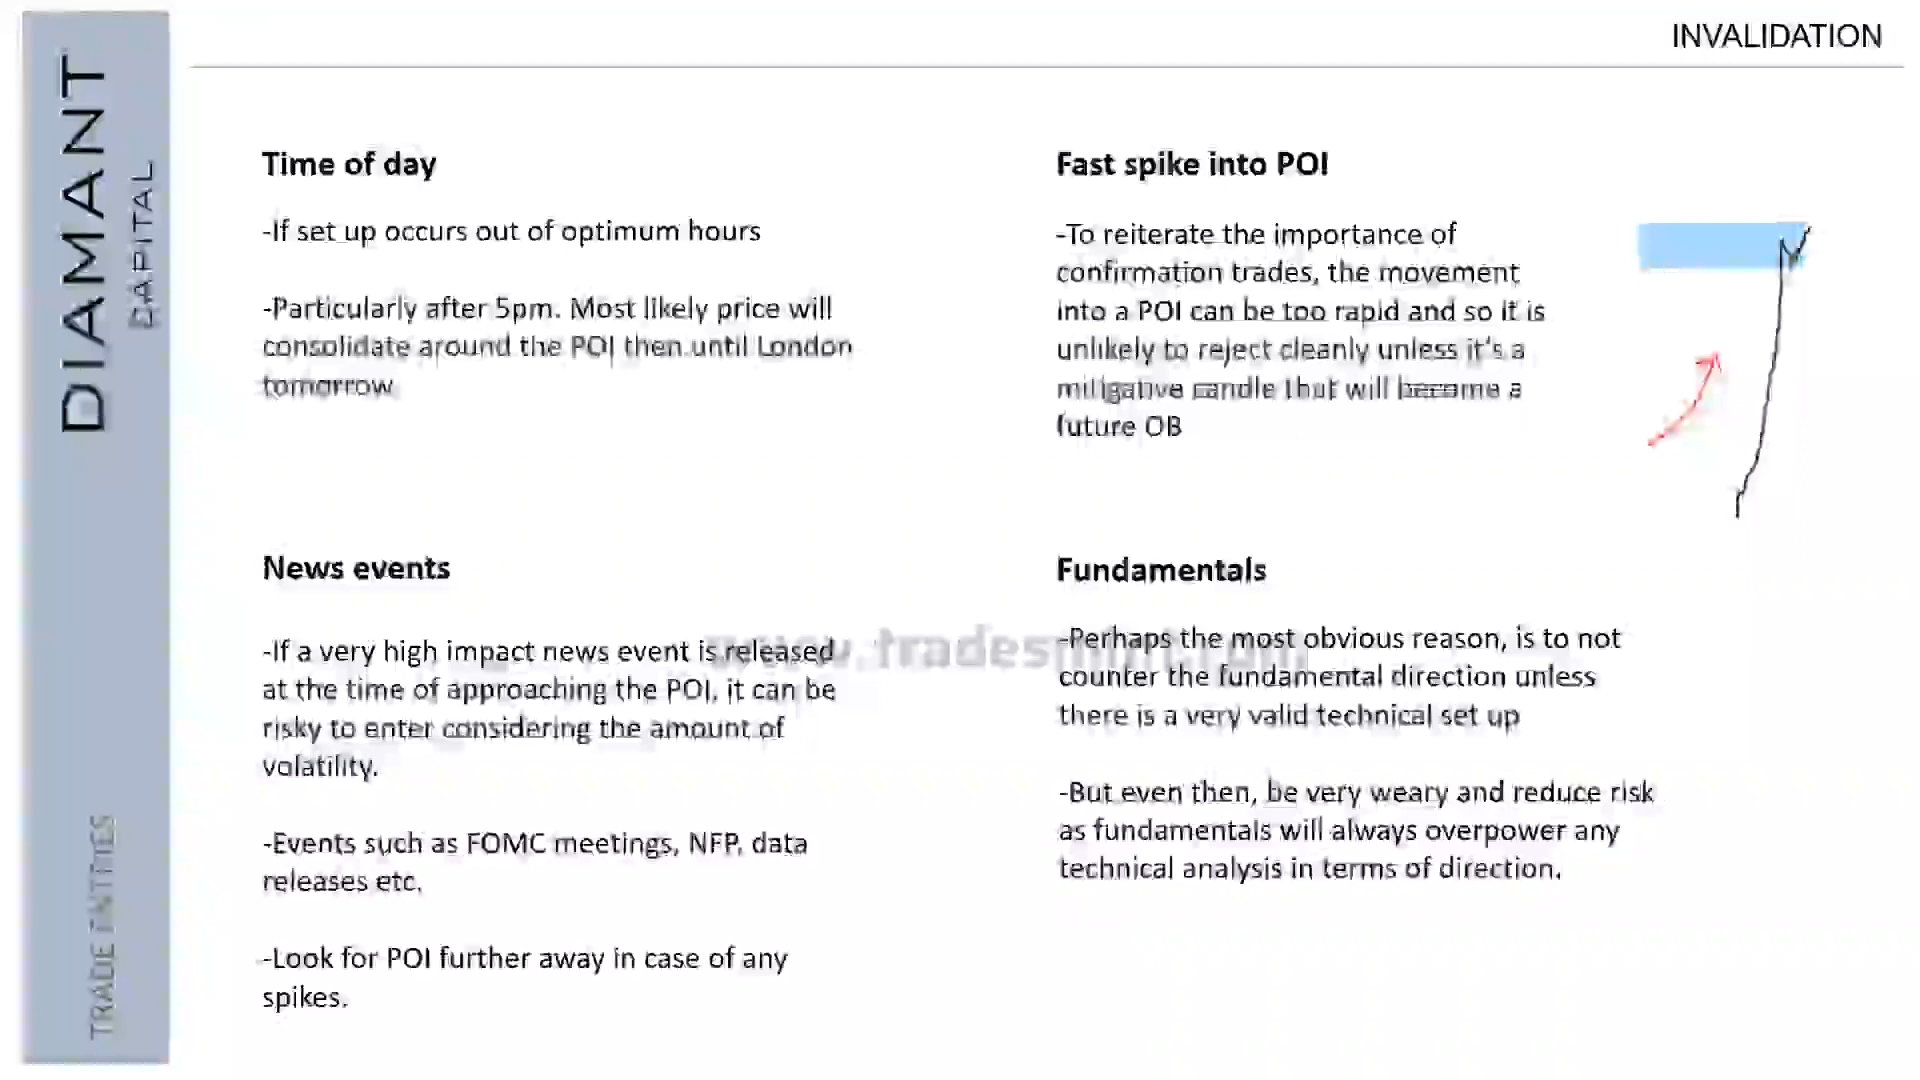 INVALIDATION
DIAMANT
CAPITAL
TRADE ENTITIES
Time of day
-If set up occurs out of optimum hours
-Particularly after 5pm. Most likely price will
consolidate around the POI then until London
tomorrow.
Fast spike into POI
-To reiterate the importance of
confirmation trades, the movement
into a POI can be too rapid and so it is
unlikely to reject cleanly unless it's a
mitigative candle that will become a
future OB
News events
-If a very high impact news event is released
at the time of approaching the POI, it can be
risky to enter considering the amount of
volatility.
-Events such as FOMC meetings, NFP, data
releases etc.
-Look for POI further away in case of any
spikes.
Fundamentals
-Perhaps the most obvious reason, is to not
counter the fundamental direction unless
there is a very valid technical set up
-But even then, be very weary and reduce risk
as fundamentals will always overpower any
technical analysis in terms of direction.